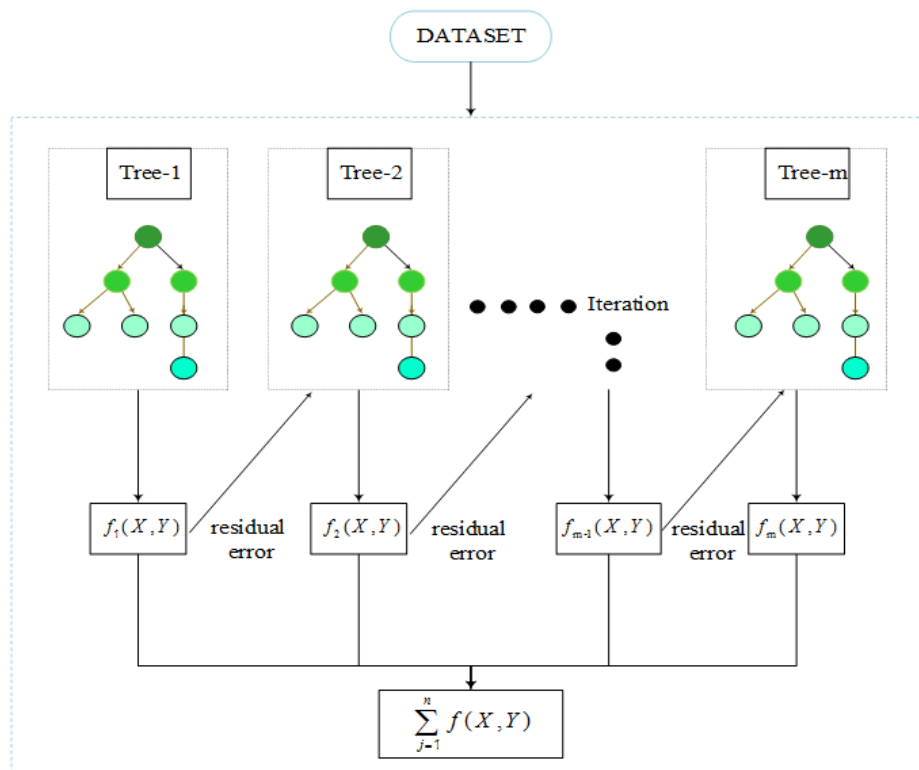 DATASET
Tree-1
Tree-2
Tree-m
Iteration
f₁(X,Y)
residual
error
f₂(X,Y)
residual
error
fₘ₋₁(X,Y)
residual
error
fₘ(X,Y)
n
∑ f(X,Y)
j=1